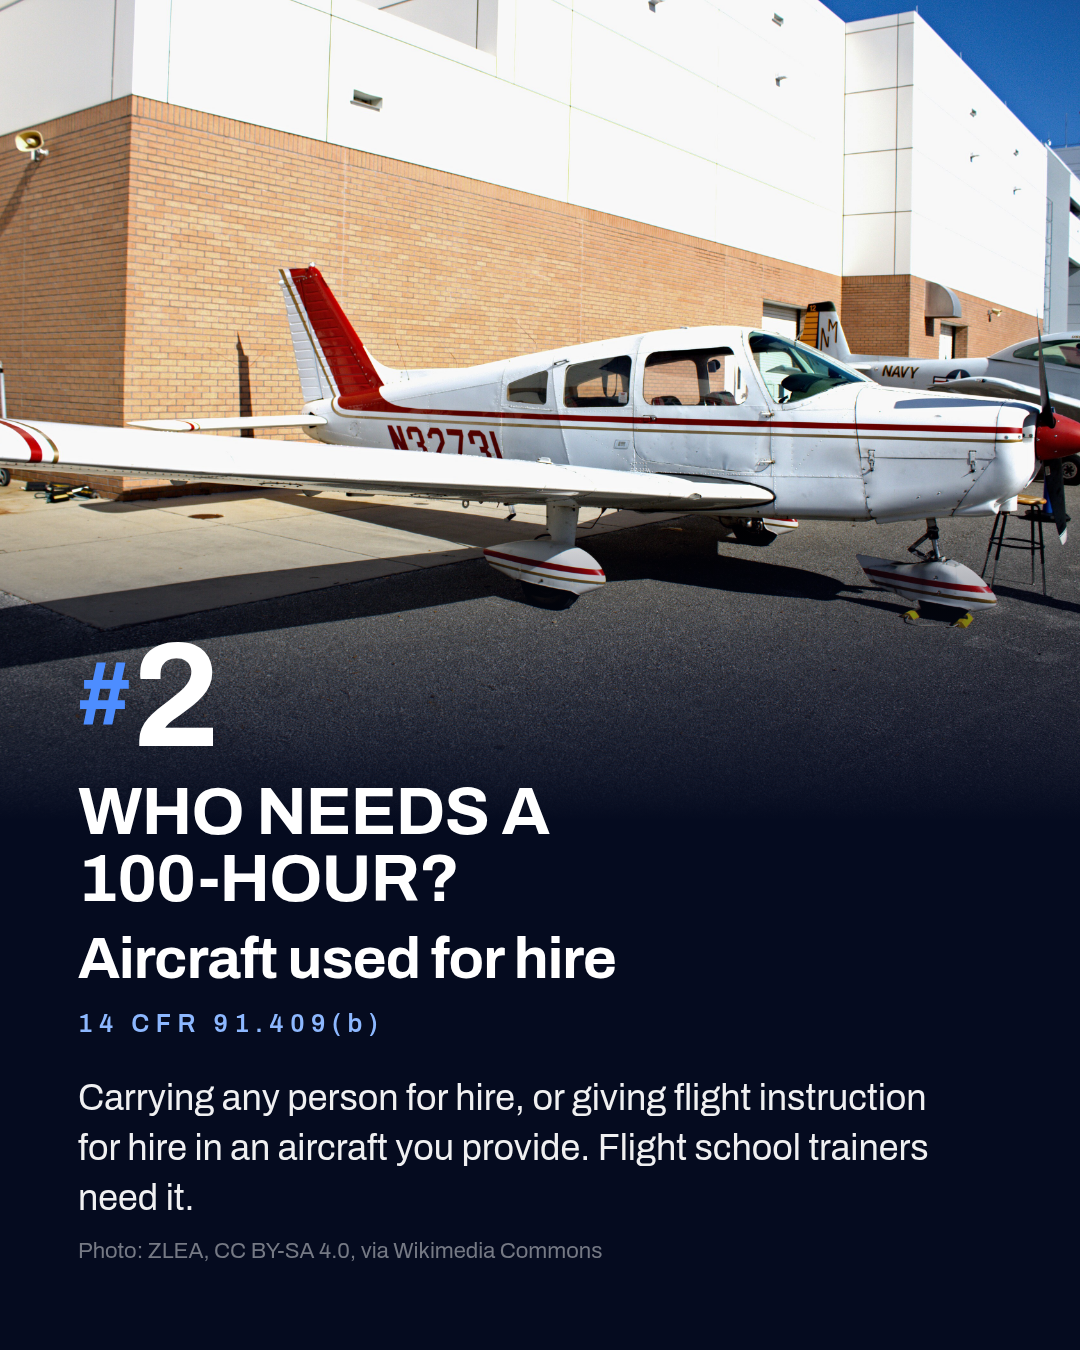 NM
NAVY
#2
WHO NEEDS A
100-HOUR?
Aircraft used for hire
14 CFR 91.409(b)
Carrying any person for hire, or giving flight instruction
for hire in an aircraft you provide. Flight school trainers
need it.
Photo: ZLEA, CC BY-SA 4.0, via Wikimedia Commons